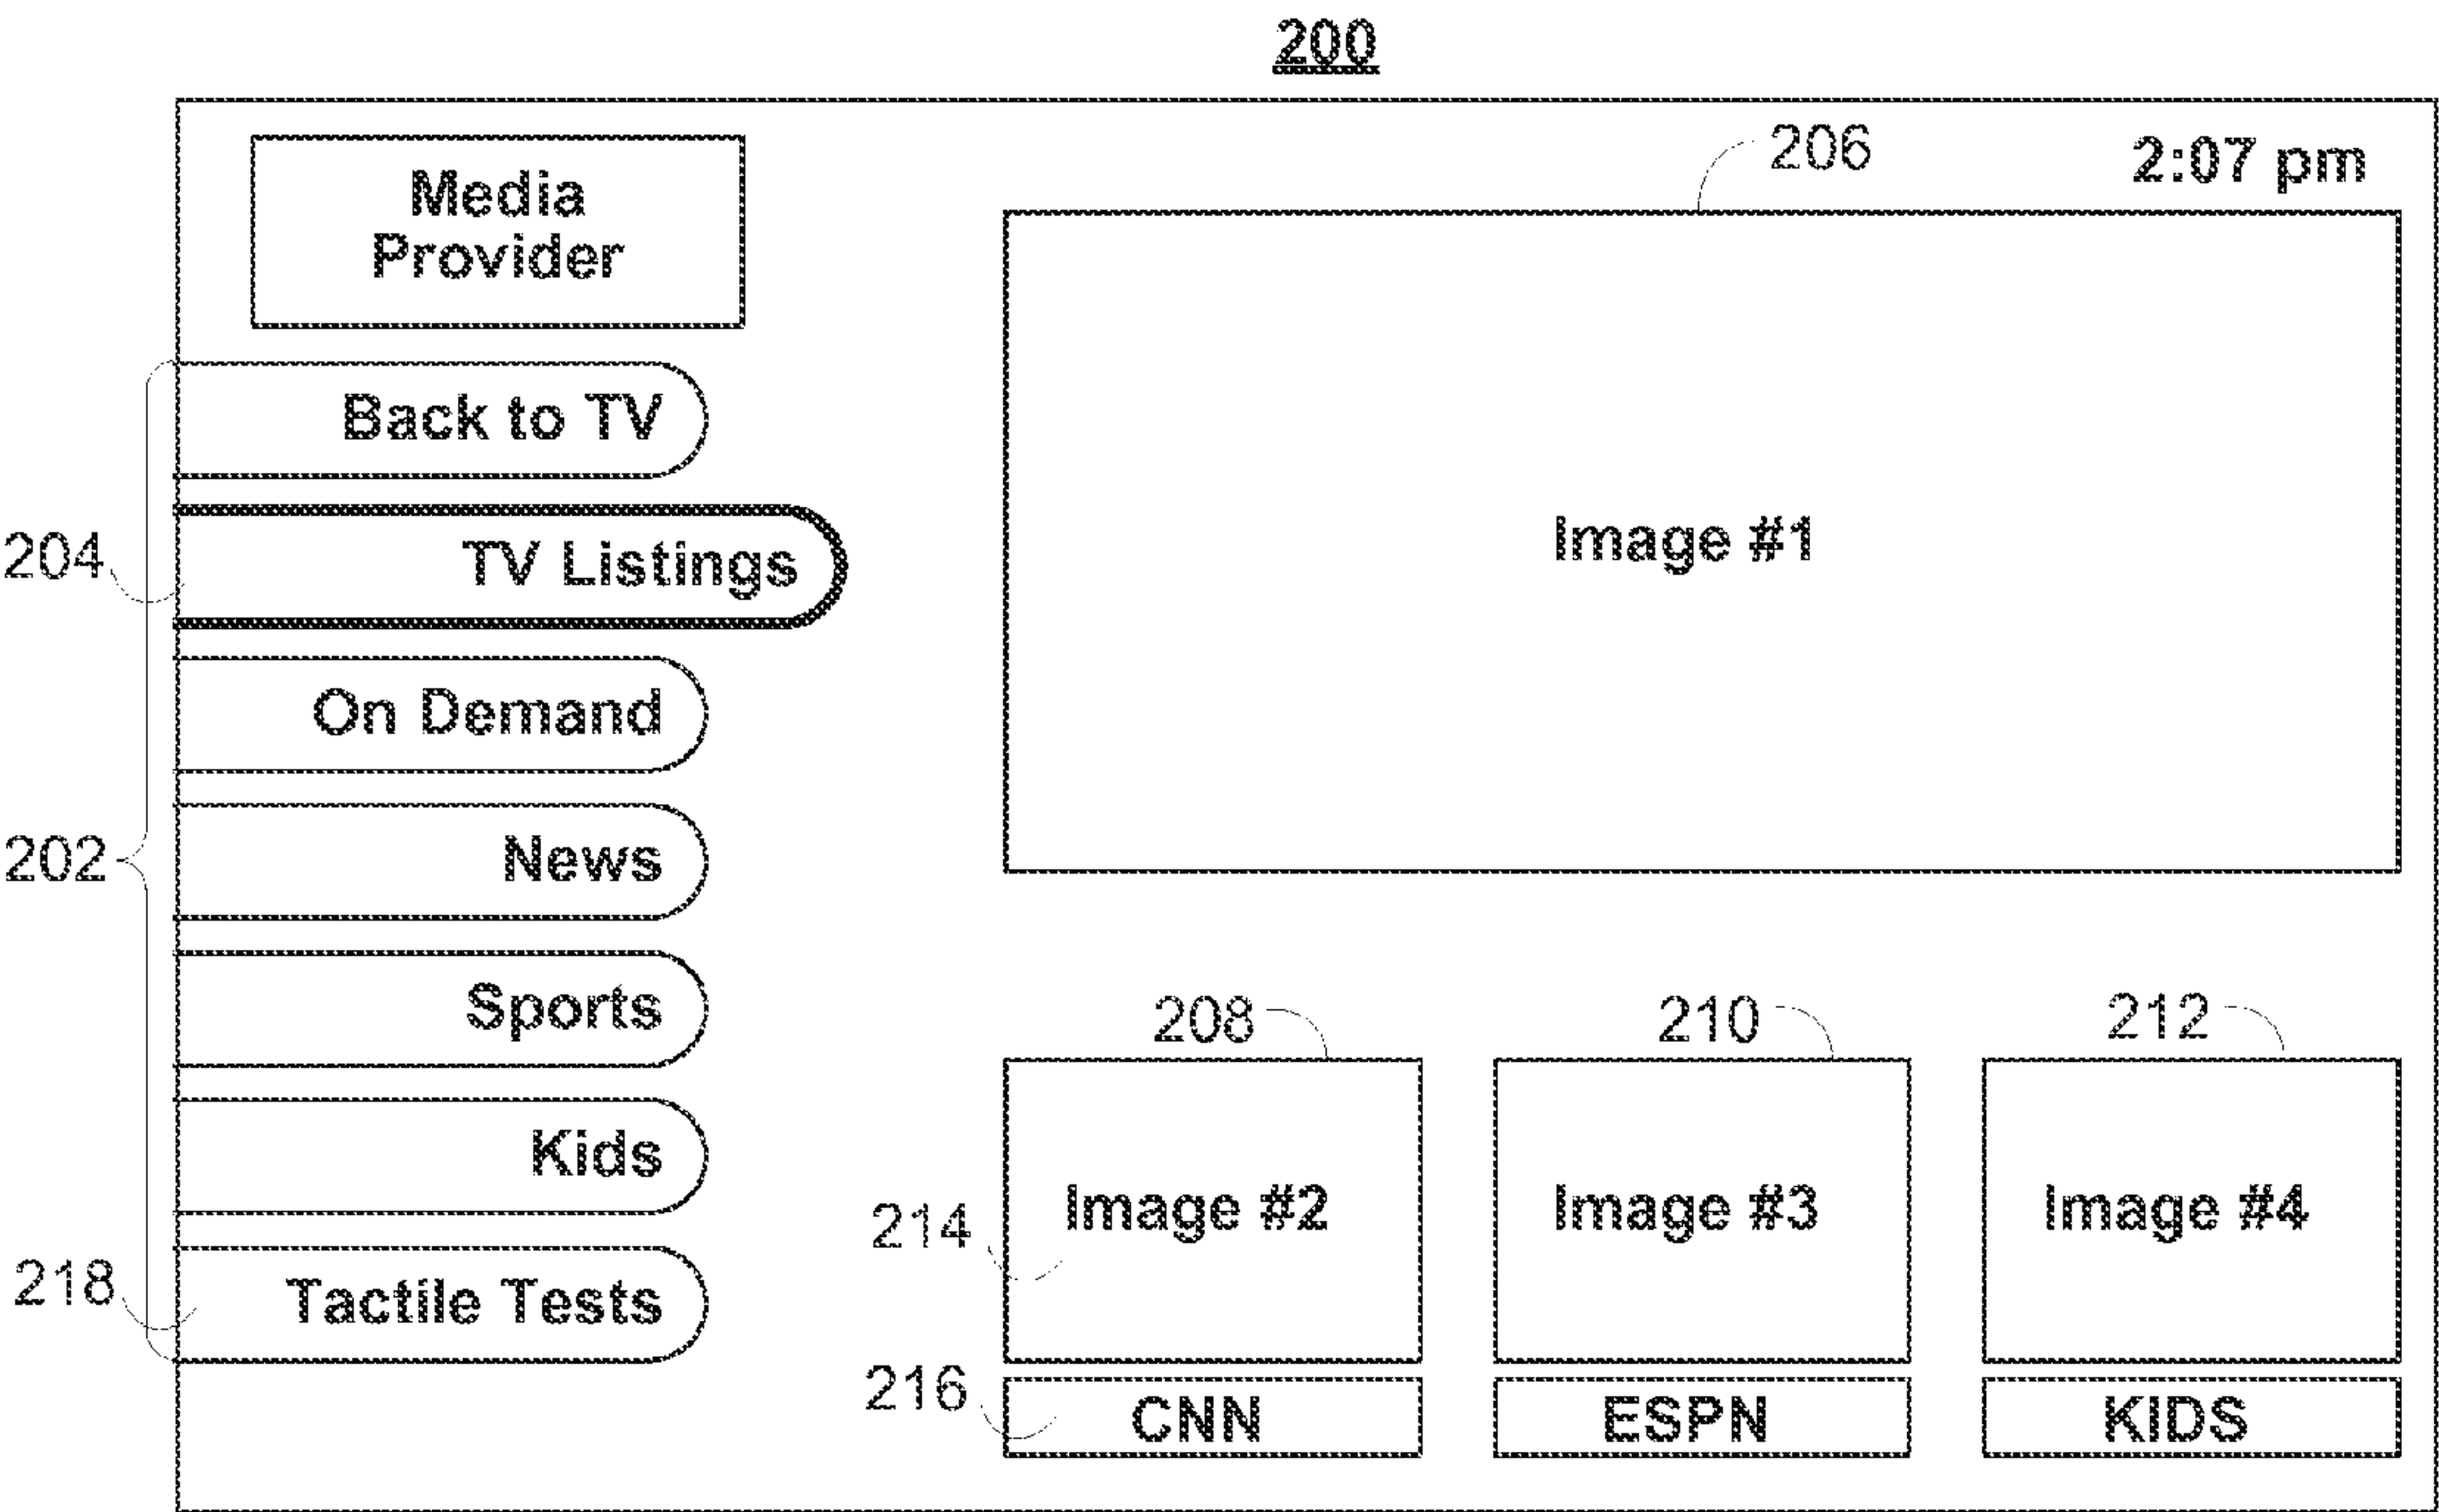 200
206
2:07 pm
Media
Provider
Back to TV
204
TV Listings
Image #1
On Demand
202
News
Sports
208
210
212
Kids
214
Image #2
Image #3
Image #4
218
Tactile Tests
216
CNN
ESPN
KIDS